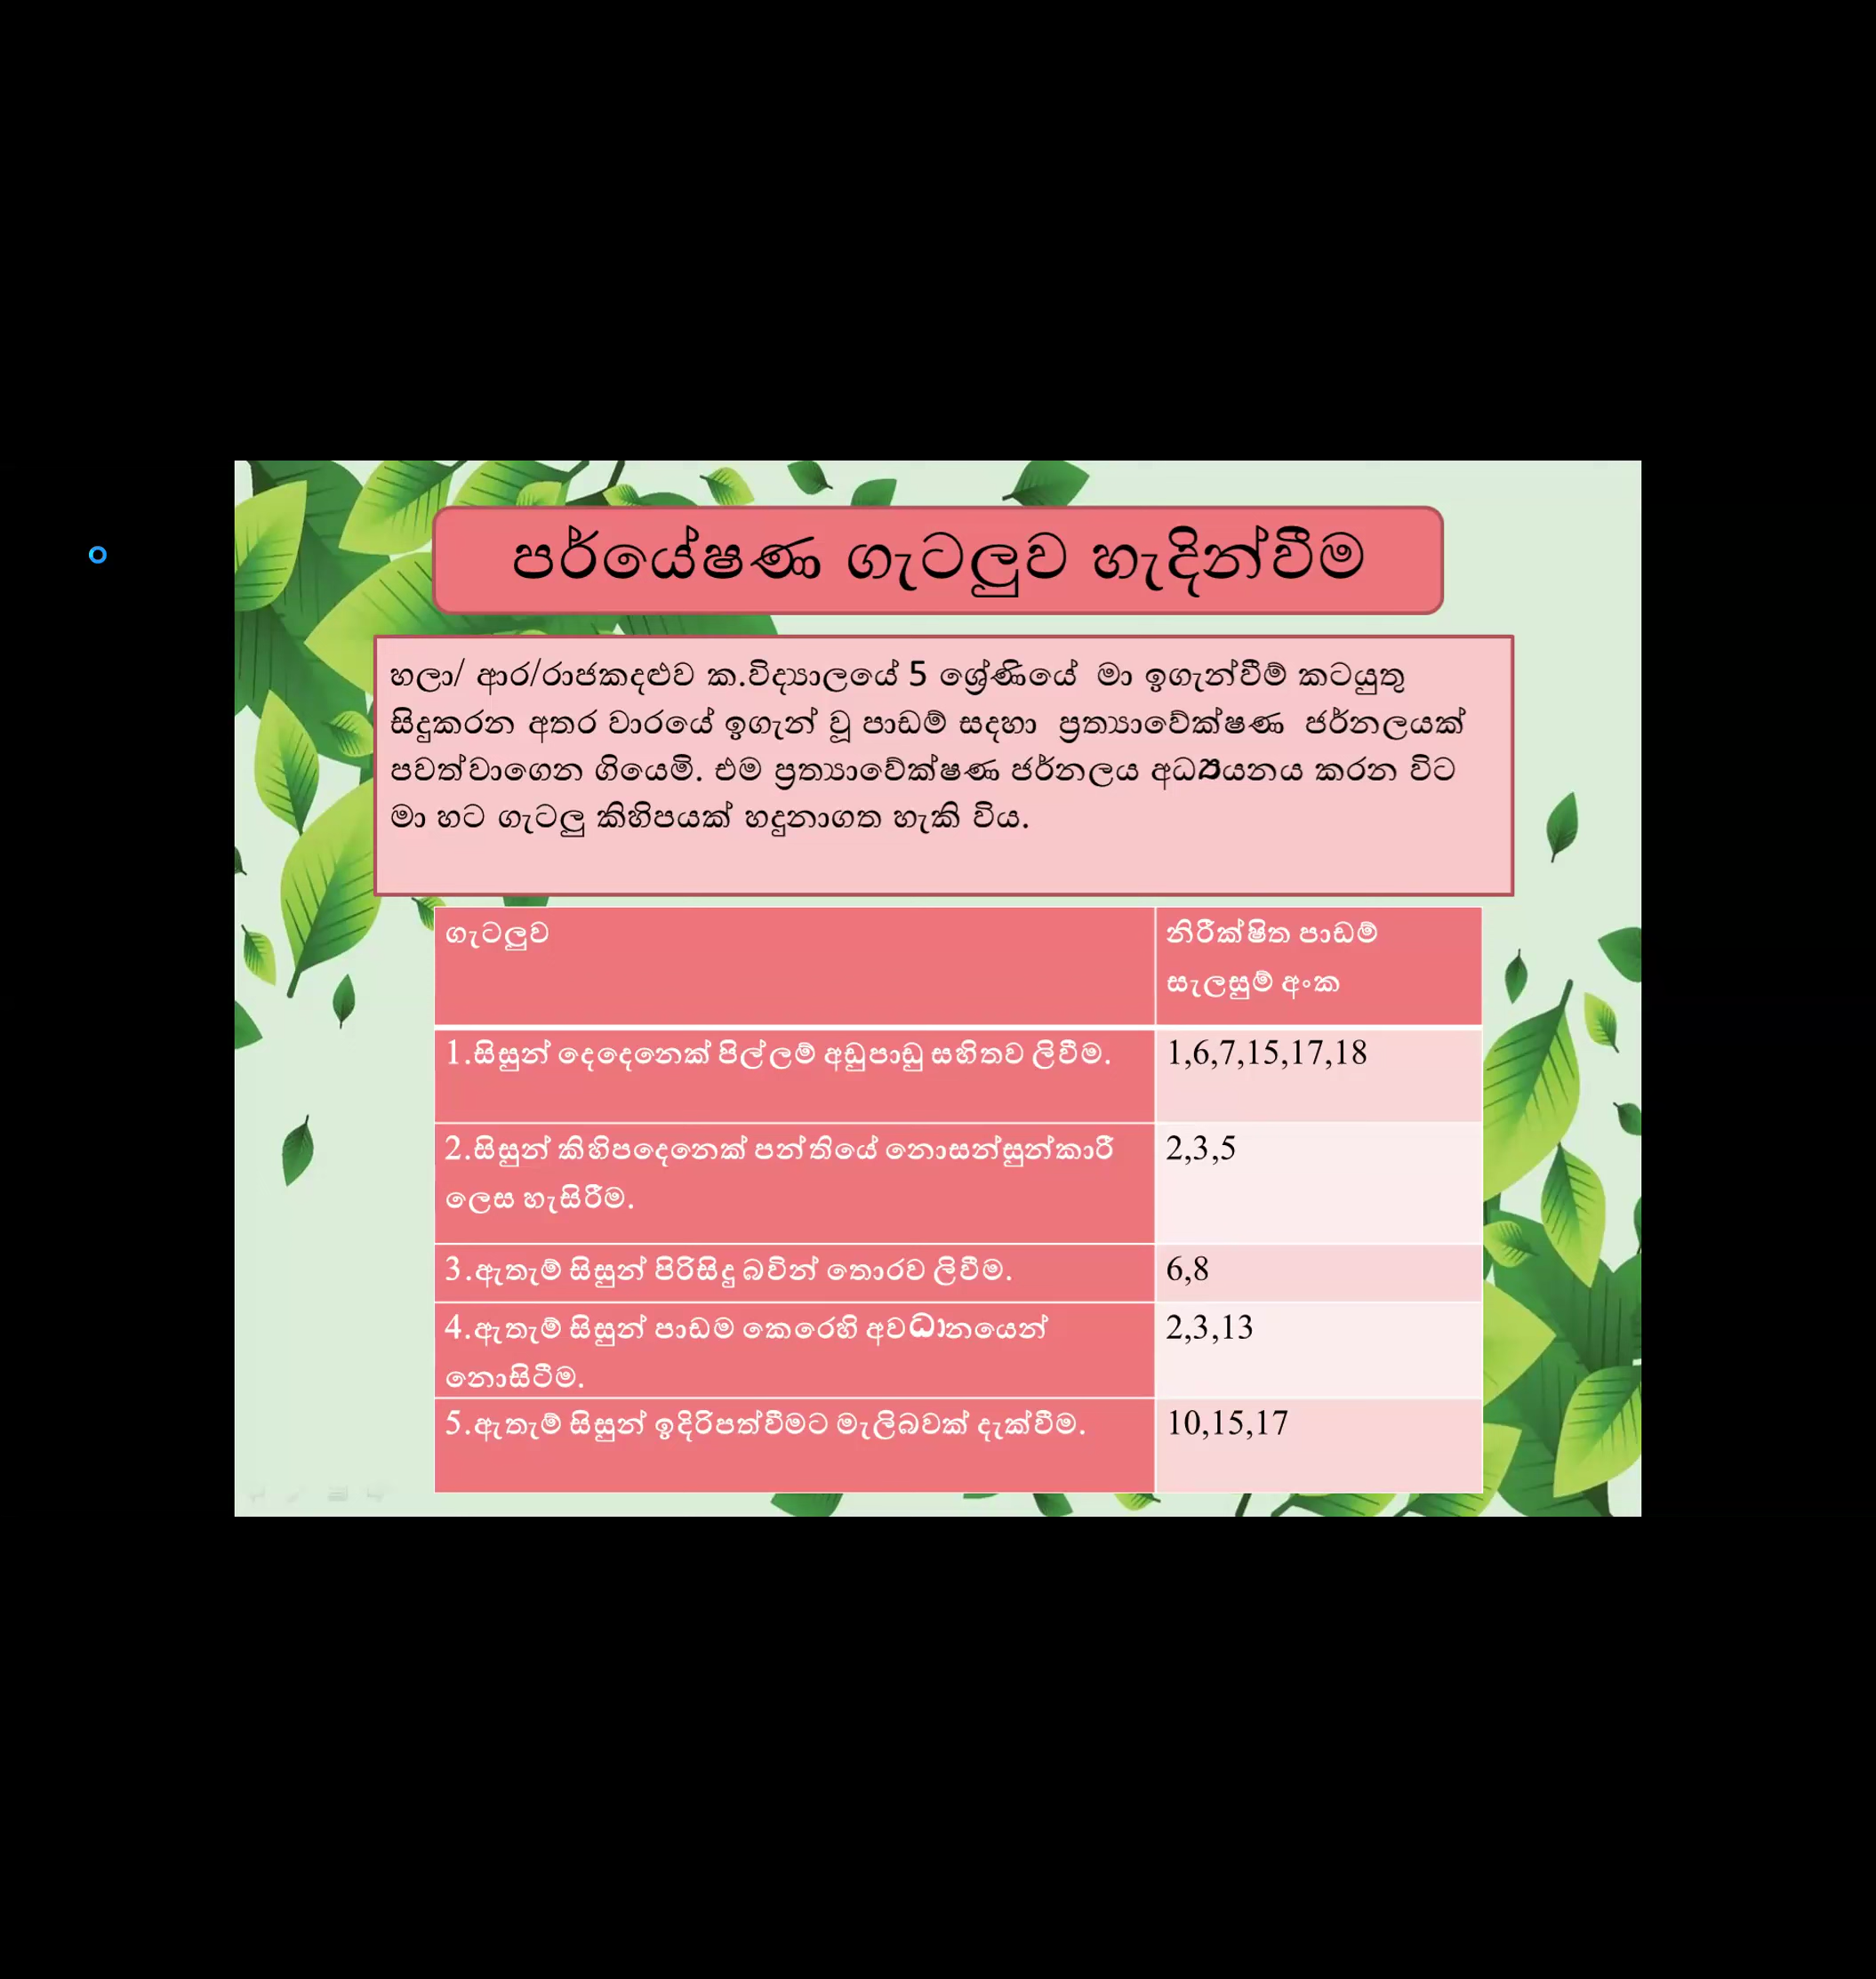 පර්යේෂණ ගැටලුව හැදින්වීම
හලා/ ආර/රාජකදළුව ක.විද්‍යාලයේ 5 ශ්‍රේණියේ මා ඉගැන්වීම් කටයුතු
සිදුකරන අතර වාරයේ ඉගැන් වූ පාඩම් සඳහා ප්‍රත්‍යාවේක්ෂණ ජර්නලයක්
පවත්වාගෙන ගියෙමි. එම ප්‍රත්‍යාවේක්ෂණ ජර්නලය අධ්‍යයනය කරන විට
මා හට ගැටලු කිහිපයක් හදුනාගත හැකි විය.
ගැටලුව
නිරීක්ෂිත පාඩම්
සැලසුම් අංක
1.සිසුන් දෙදෙනෙක් පිල්ලම් අඩුපාඩු සහිතව ලිවීම.
1,6,7,15,17,18
2.සිසුන් කිහිපදෙනෙක් පන්තියේ නොසන්සුන්කාරී
ලෙස හැසිරීම.
2,3,5
3.ඇතැම් සිසුන් පිරිසිදු බවින් තොරව ලිවීම.
6,8
4.ඇතැම් සිසුන් පාඩම කෙරෙහි අවධානයෙන්
නොසිටීම.
2,3,13
5.ඇතැම් සිසුන් ඉදිරිපත්වීමට මැලිබවක් දැක්වීම.
10,15,17